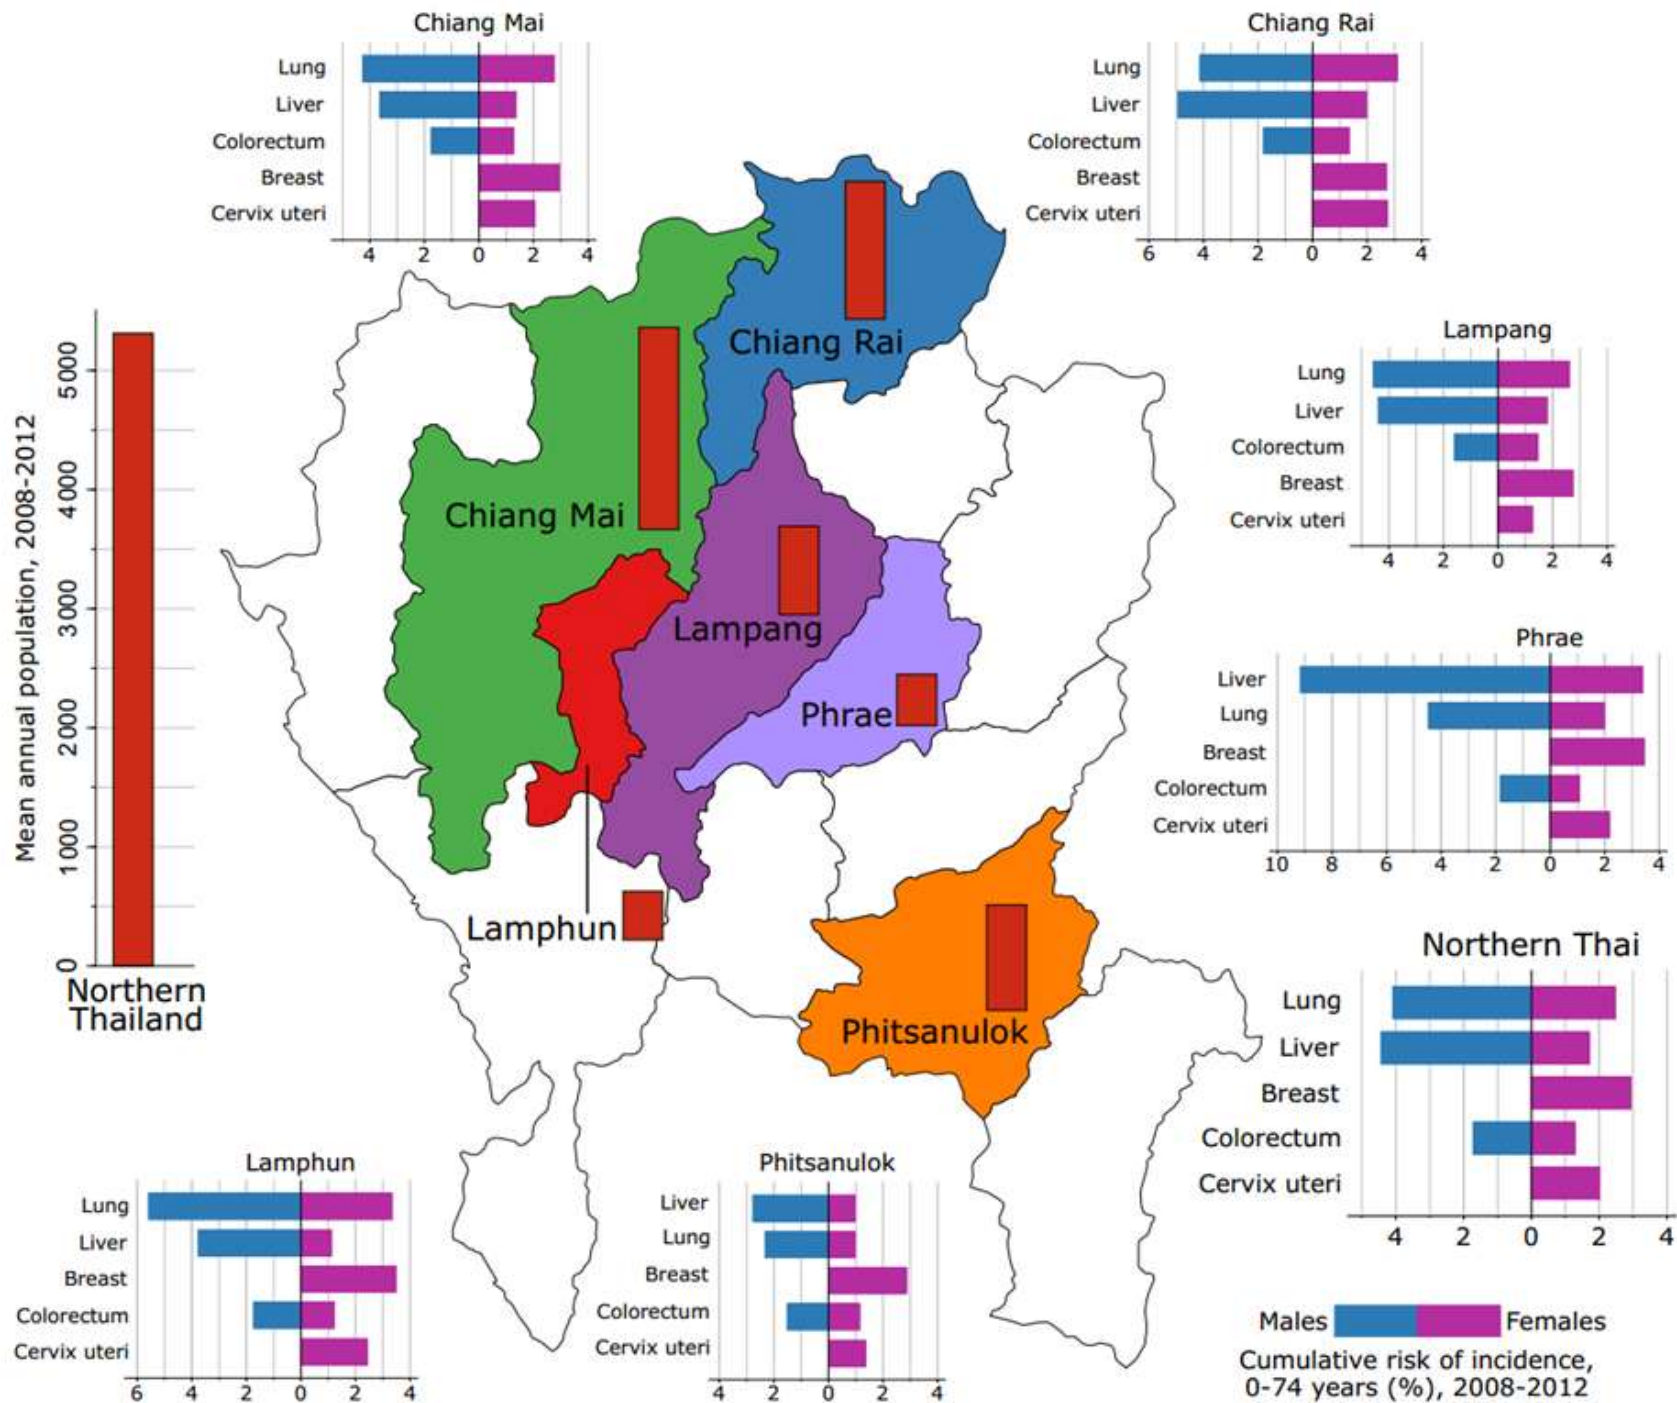 Chiang Mai
Lung
Liver
Colorectum
Breast
Cervix uteri
4 2 0 2 4
Chiang Rai
Lung
Liver
Colorectum
Breast
Cervix uteri
6 4 2 0 2 4
Mean annual population, 2008-2012
5000
4000
3000
2000
1000
0
Northern
Thailand
Chiang Rai
Chiang Mai
Lampang
Phrae
Lamphun
Phitsanulok
Lampang
Lung
Liver
Colorectum
Breast
Cervix uteri
4 2 0 2 4
Phrae
Liver
Lung
Breast
Colorectum
Cervix uteri
10 8 6 4 2 0 2 4
Northern Thai
Lung
Liver
Breast
Colorectum
Cervix uteri
4 2 0 2 4
Lamphun
Lung
Liver
Breast
Colorectum
Cervix uteri
6 4 2 0 2 4
Phitsanulok
Liver
Lung
Breast
Colorectum
Cervix uteri
4 2 0 2 4
Males Females
Cumulative risk of incidence,
0-74 years (%), 2008-2012